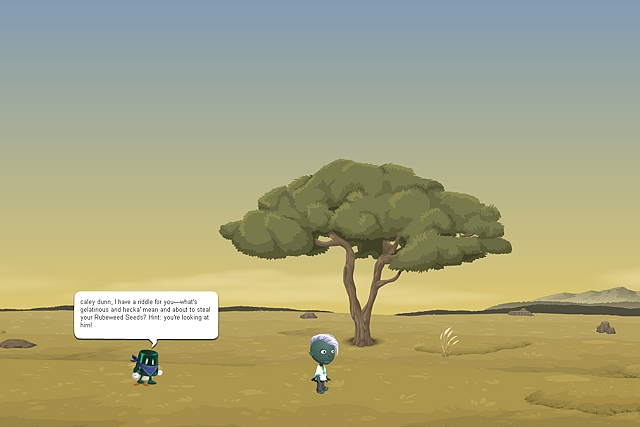 caley dunn, I have a riddle for you—what's
gelatinous and hecka' mean and about to steal
your Rubeweed Seeds? Hint: you're looking at
him!